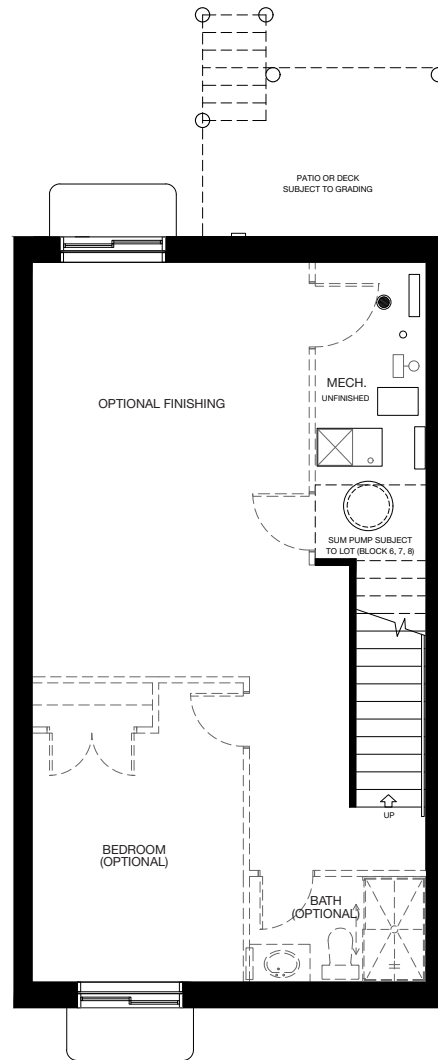 PATIO OR DECK
SUBJECT TO GRADING
MECH.
UNFINISHED
OPTIONAL FINISHING
SUM PUMP SUBJECT
TO LOT (BLOCK 6, 7, 8)
UP
BEDROOM
(OPTIONAL)
BATH
(OPTIONAL)